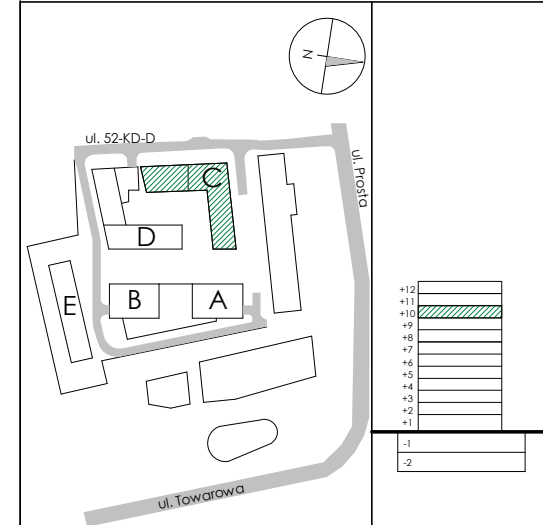 N
ul. 52-KD-D
ul. Prosta
C
D
E
B
A
ul. Towarowa
+12
+11
+10
+9
+8
+7
+6
+5
+4
+3
+2
+1
-1
-2